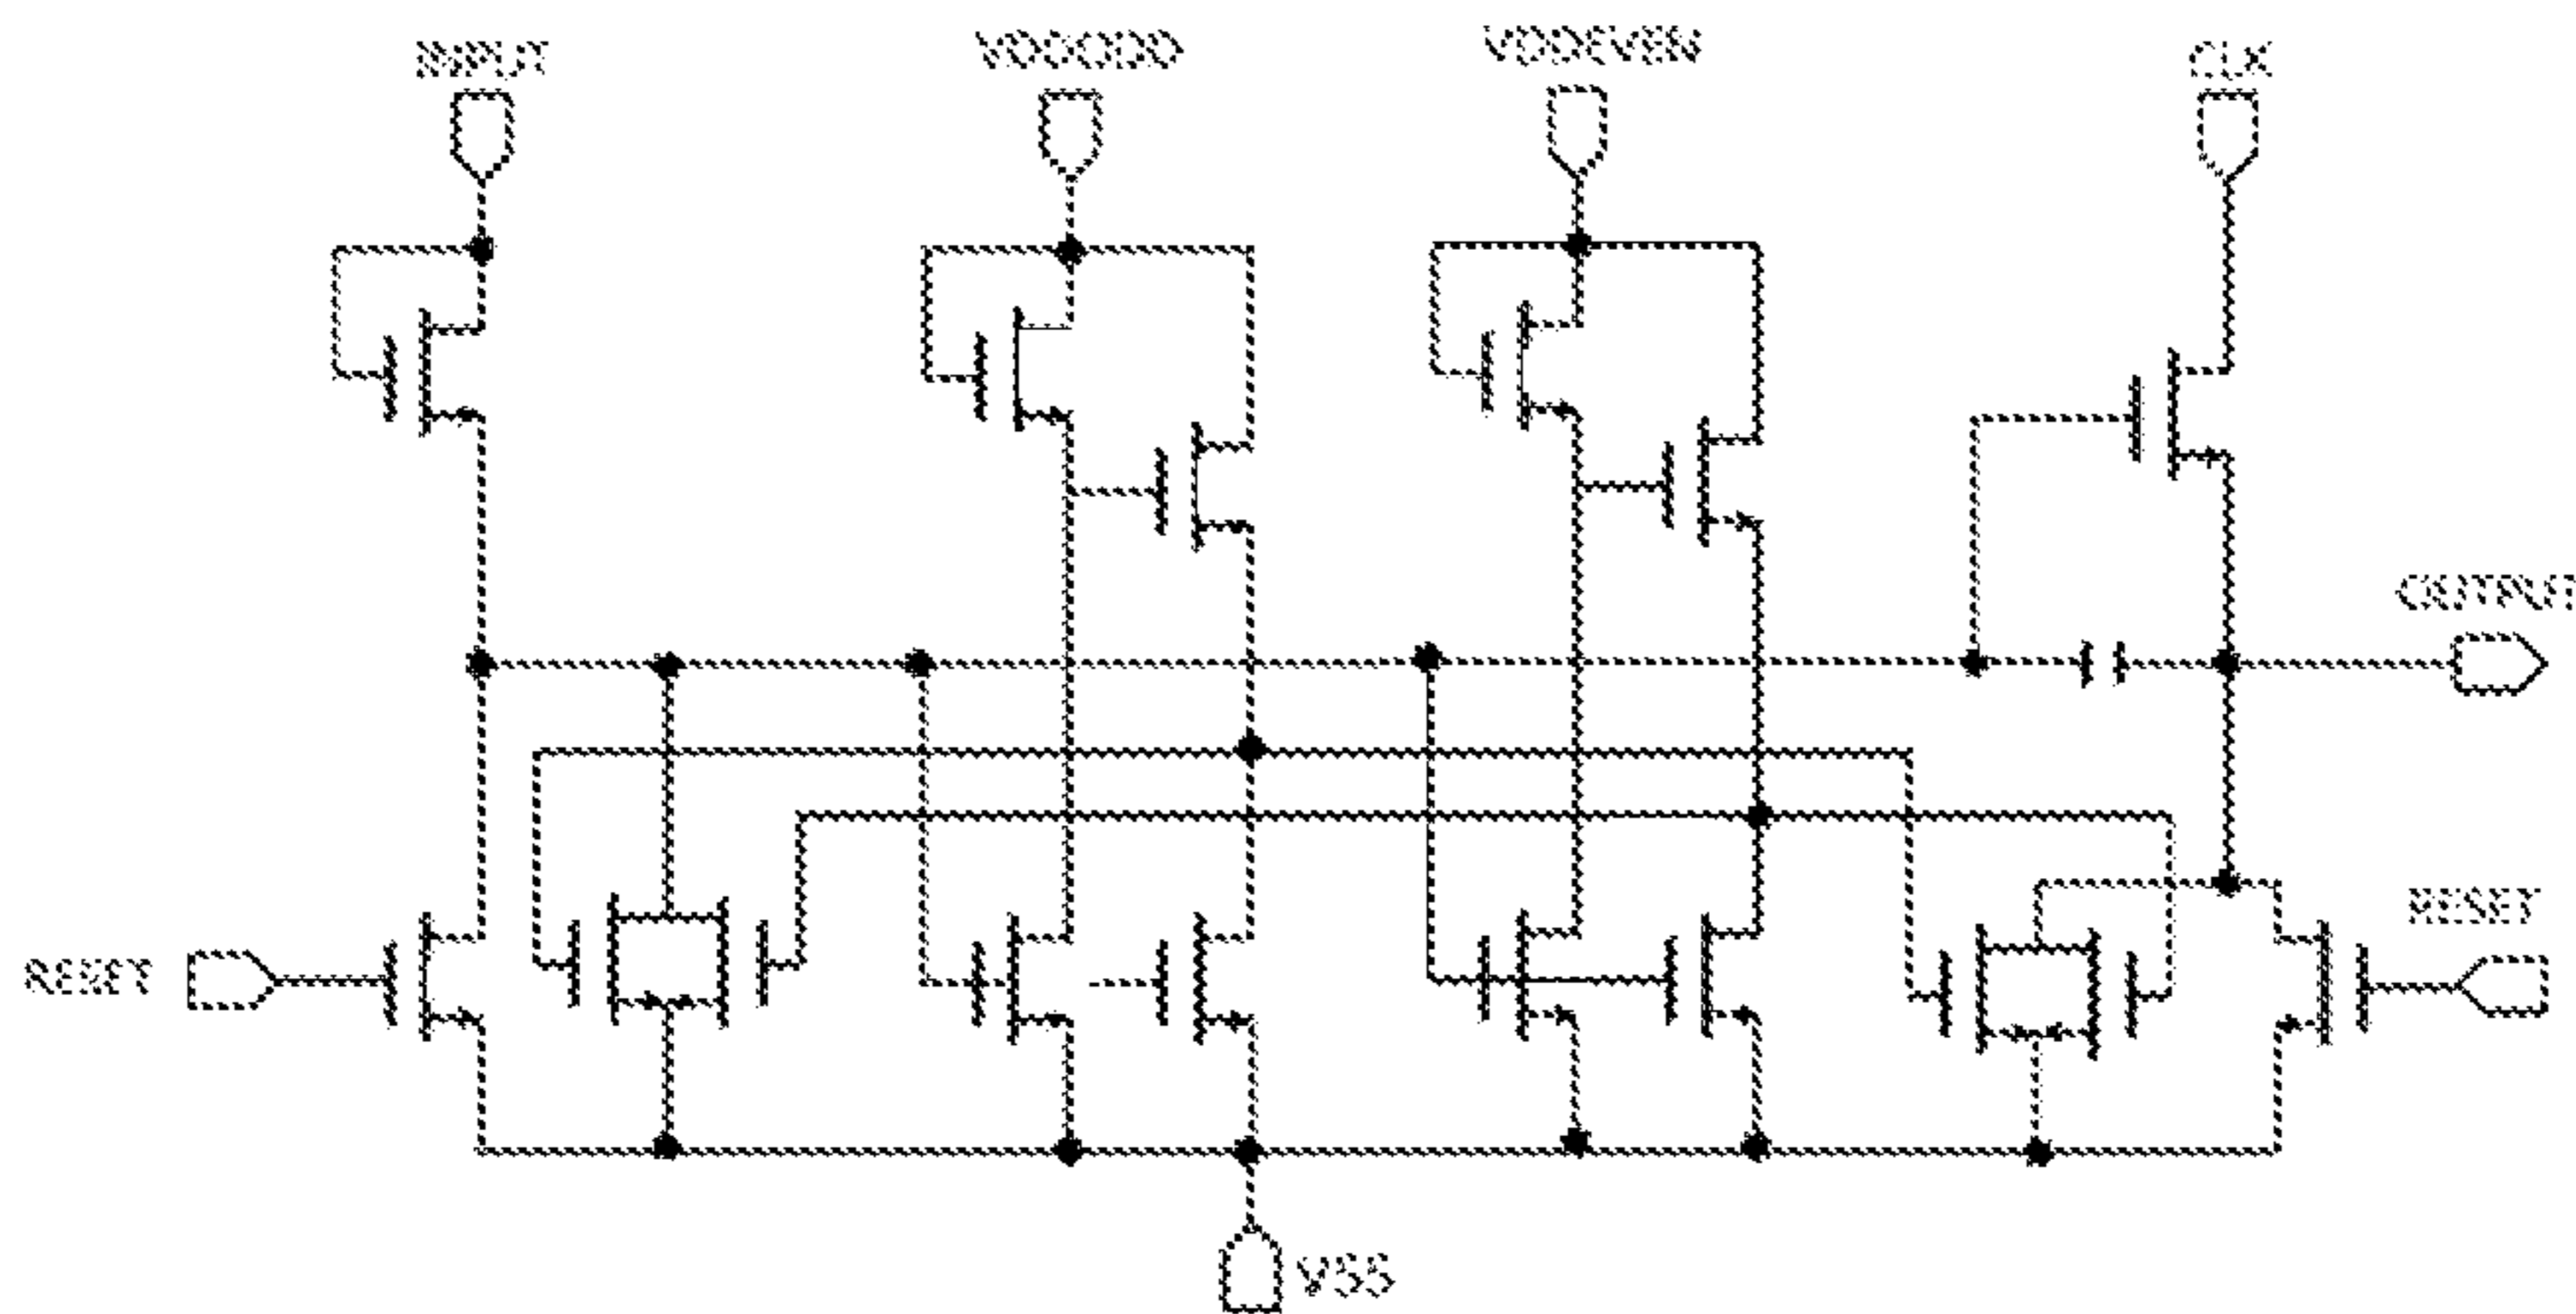 INPUT
VDDODD
VDDEVEN
CLK
OUTPUT
RESET
RESET
VSS